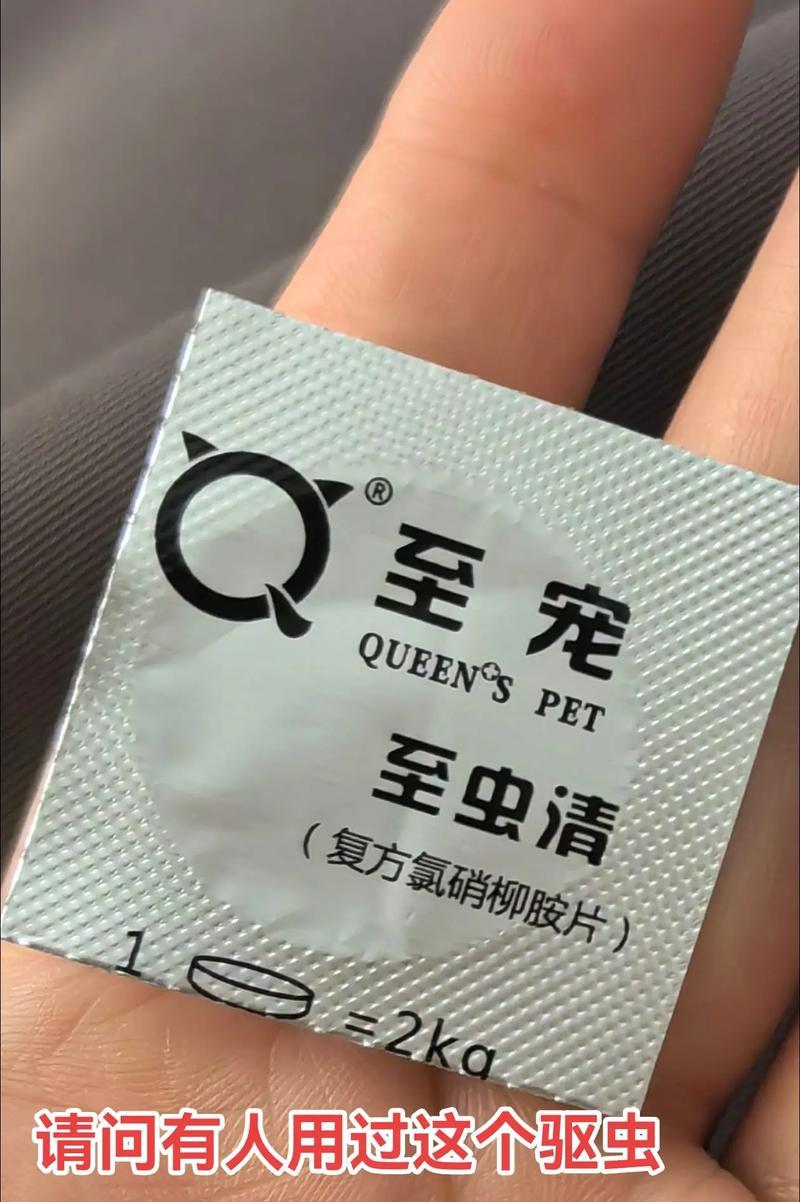 Q®
至宠
QUEEN'S PET
至虫清
（复方氯硝柳胺片）
1 =2kg
请问有人用过这个驱虫